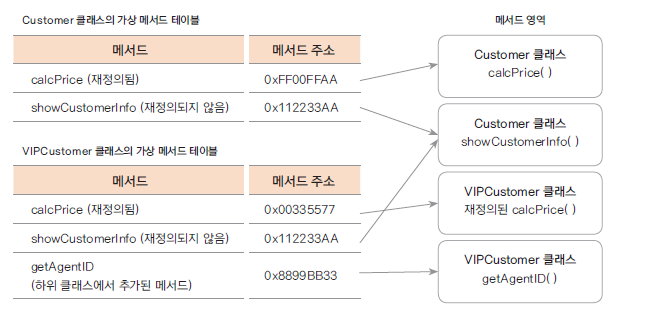 Customer 클래스의 가상 메서드 테이블
메서드 메서드 주소
calcPrice (재정의됨) 0xFF00FFAA
showCustomerInfo (재정의되지 않음) 0x112233AA
VIPCustomer 클래스의 가상 메서드 테이블
메서드 메서드 주소
calcPrice (재정의됨) 0x00335577
showCustomerInfo (재정의되지 않음) 0x112233AA
getAgentID
(하위 클래스에서 추가된 메서드) 0x8899BB33
메서드 영역
Customer 클래스
calcPrice( )
Customer 클래스
showCustomerInfo( )
VIPCustomer 클래스
재정의된 calcPrice( )
VIPCustomer 클래스
getAgentID( )